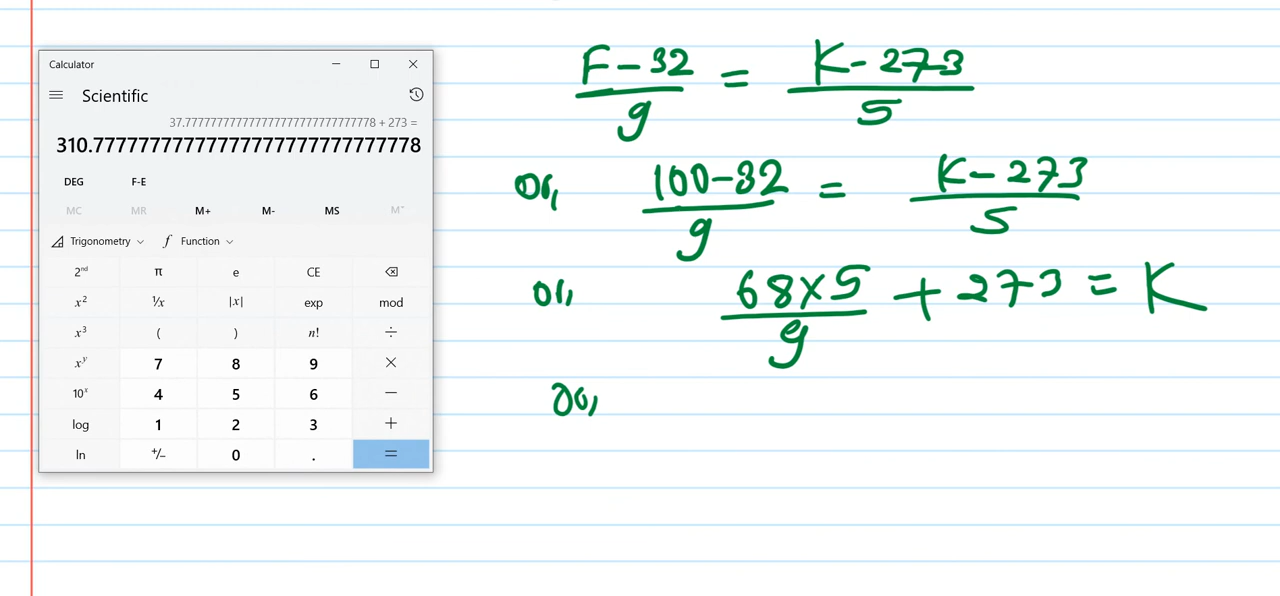 Calculator
Scientific
37.77777777777777777777777777778 + 273 =
310.77777777777777777777777777778
DEG F-E
MC MR M+ M- MS M˅
Trigonometry Function
2nd π e CE
x² ¹/x |x| exp mod
x³ ( ) n! ÷
xʸ 7 8 9 ×
10ˣ 4 5 6 −
log 1 2 3 +
ln +/− 0 . =
F-32/9 = K-273/5
or, 100-32/9 = K-273/5
or, 68×5/9 + 273 = K
or,